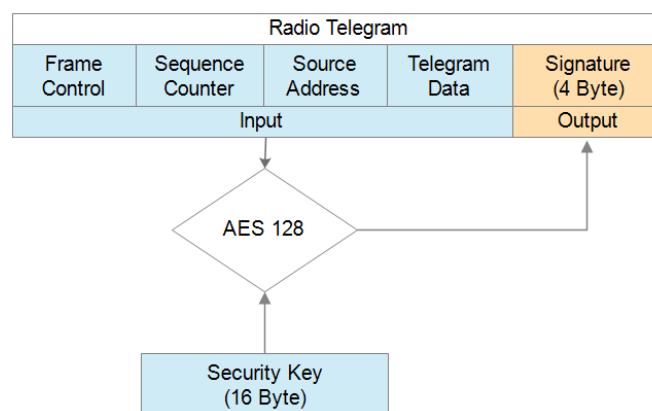 Radio Telegram
Frame Control
Sequence Counter
Source Address
Telegram Data
Signature (4 Byte)
Input
Output
AES 128
Security Key
(16 Byte)